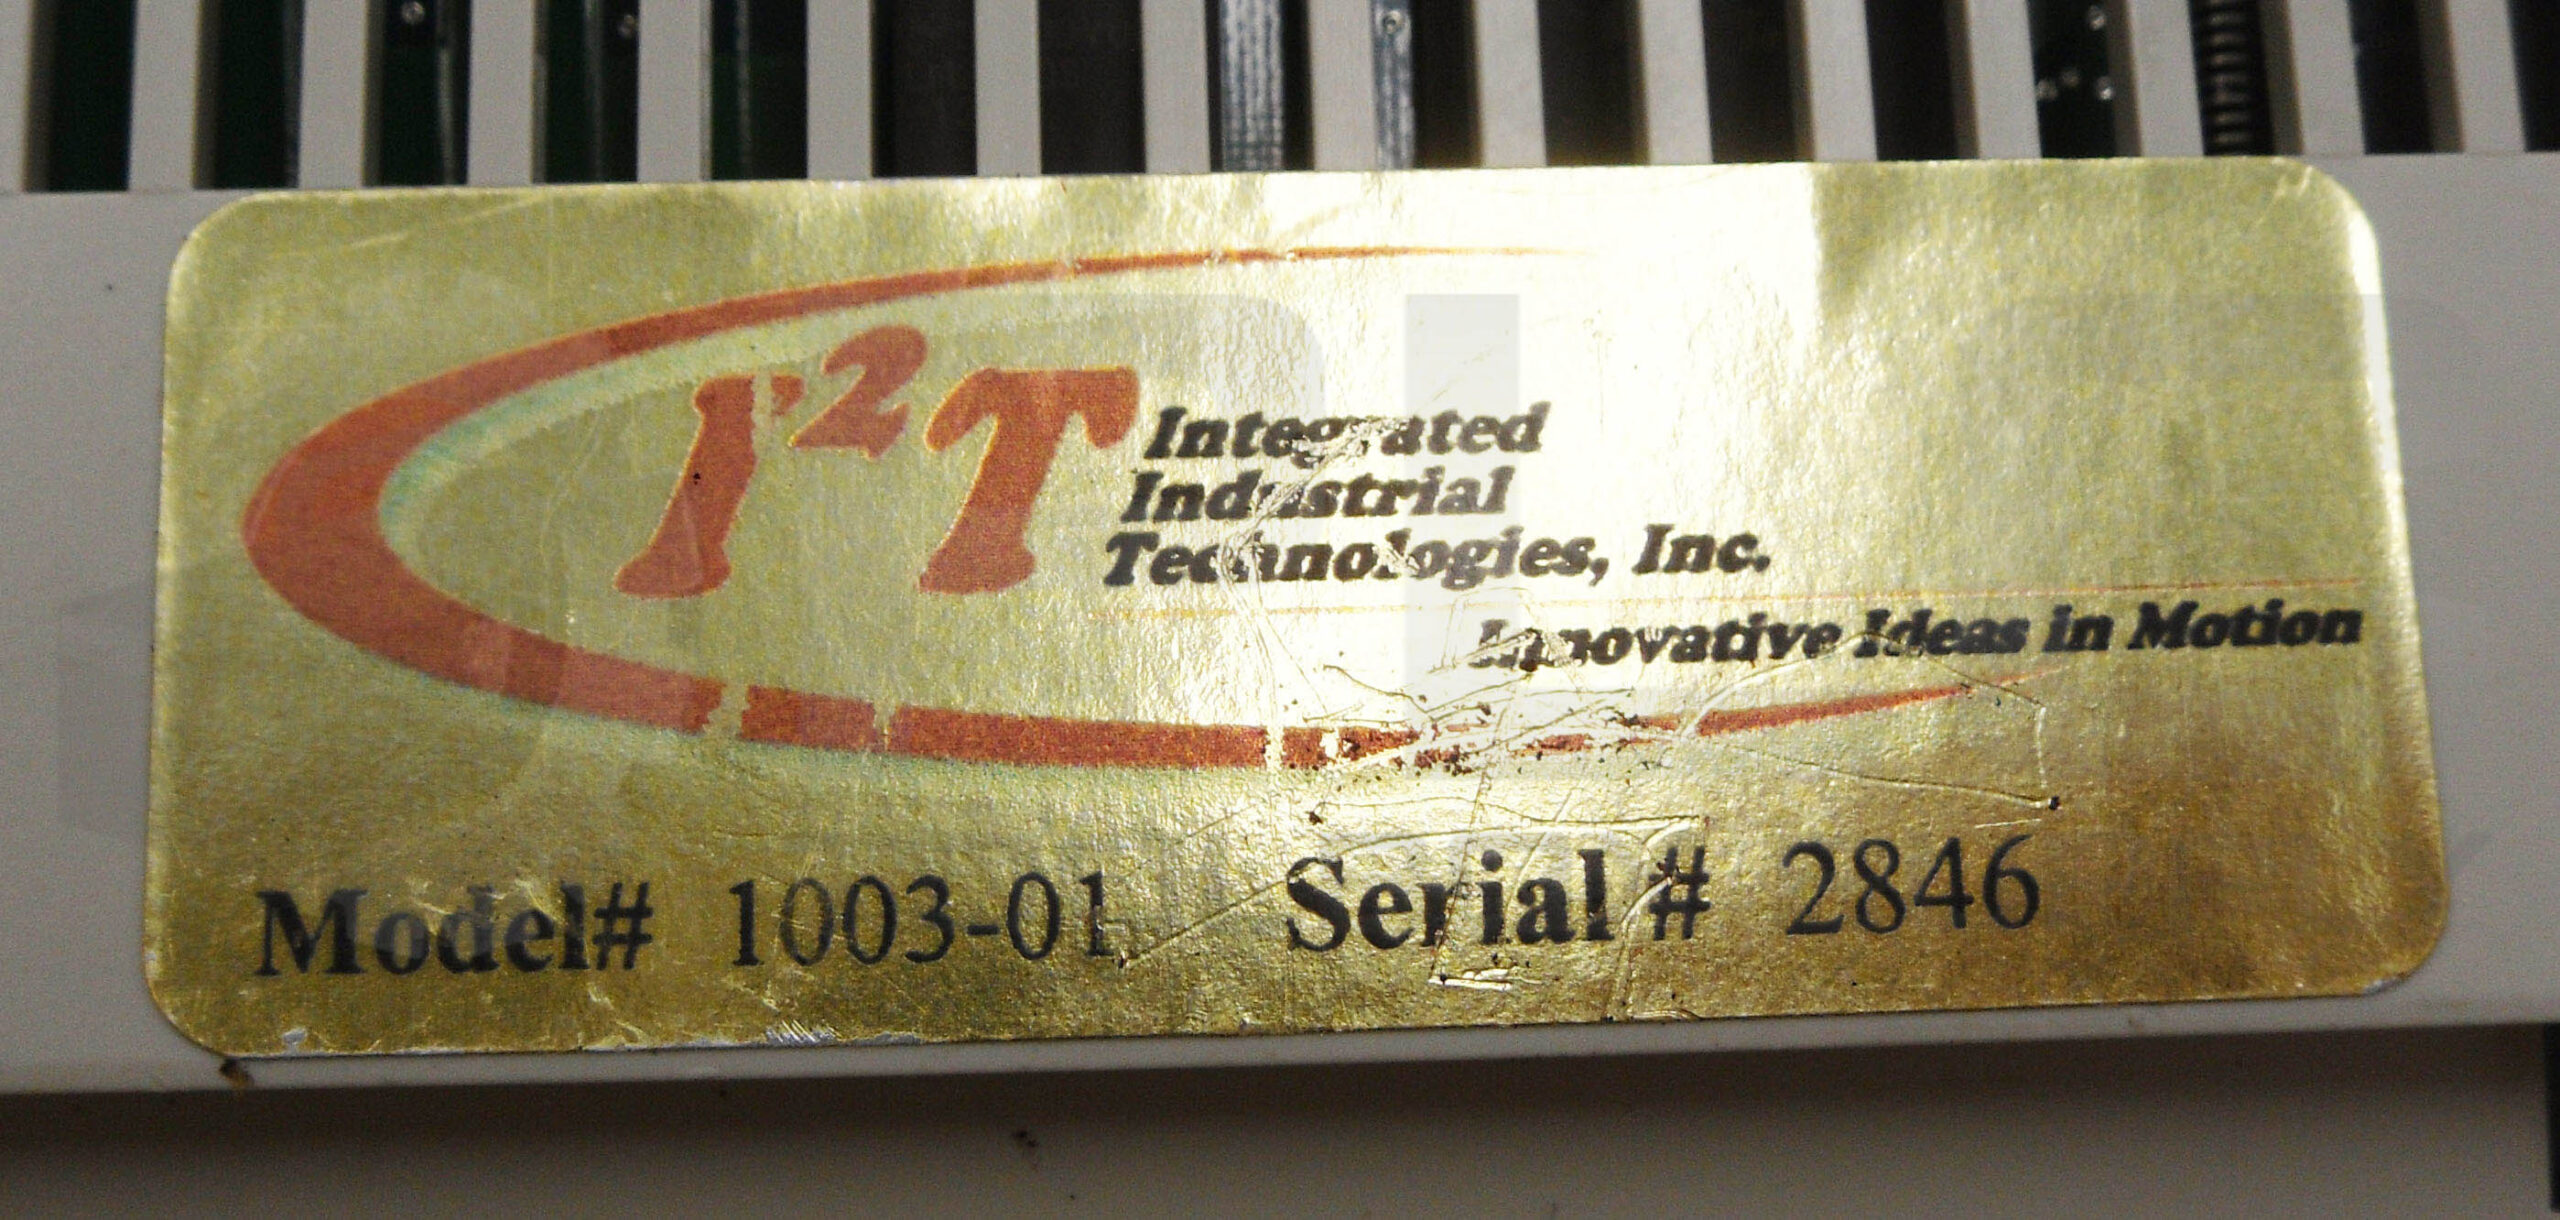 I²T
Integrated
Industrial
Technologies, Inc.
Innovative Ideas in Motion
Model# 1003-01 Serial # 2846